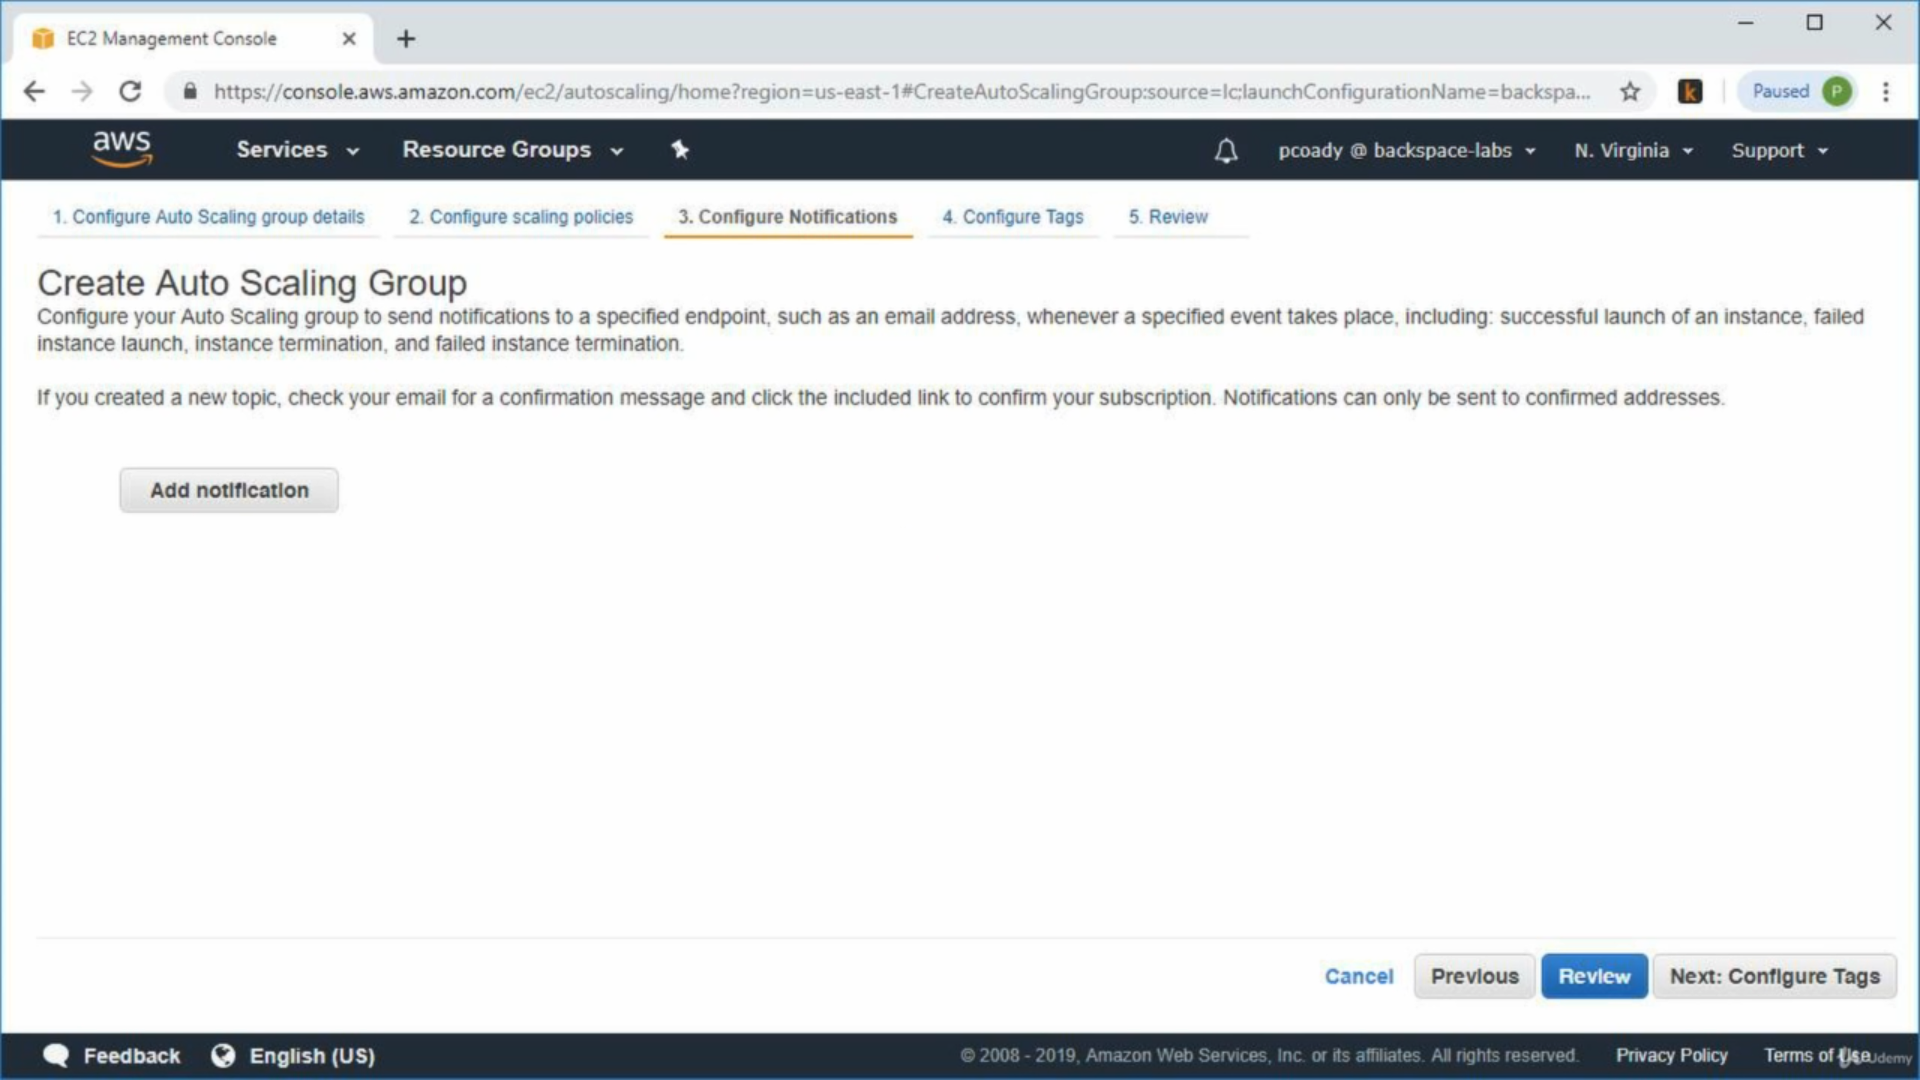 EC2 Management Console
https://console.aws.amazon.com/ec2/autoscaling/home?region=us-east-1#CreateAutoScalingGroup:source=lc;launchConfigurationName=backspa...
k
Paused P
aws Services Resource Groups pcoady @ backspace-labs N. Virginia Support
1. Configure Auto Scaling group details 2. Configure scaling policies 3. Configure Notifications 4. Configure Tags 5. Review
Create Auto Scaling Group
Configure your Auto Scaling group to send notifications to a specified endpoint, such as an email address, whenever a specified event takes place, including: successful launch of an instance, failed
instance launch, instance termination, and failed instance termination.
If you created a new topic, check your email for a confirmation message and click the included link to confirm your subscription. Notifications can only be sent to confirmed addresses.
Add notification
Cancel Previous Review Next: Configure Tags
Feedback English (US) © 2008 - 2019, Amazon Web Services, Inc. or its affiliates. All rights reserved. Privacy Policy Terms of Use
Udemy